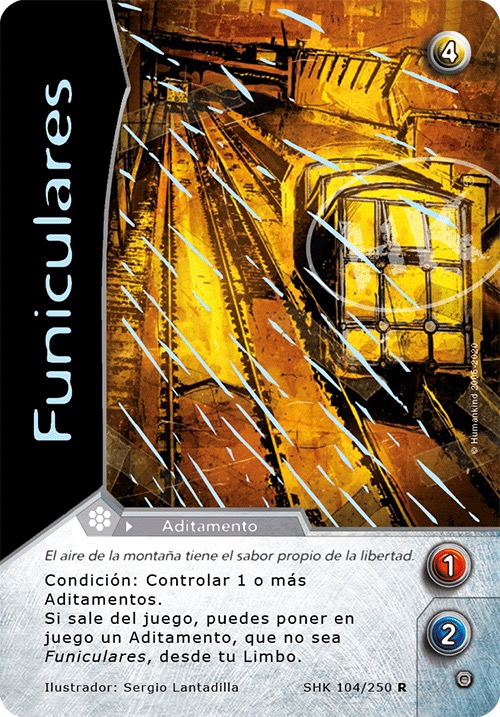 4
Funiculares
© Humankind 2005-2020
Aditamento
El aire de la montaña tiene el sabor propio de la libertad.
Condición: Controlar 1 o más
Aditamentos.
Si sale del juego, puedes poner en
juego un Aditamento, que no sea
Funiculares, desde tu Limbo.
1
2
Ilustrador: Sergio Lantadilla
SHK 104/250 R